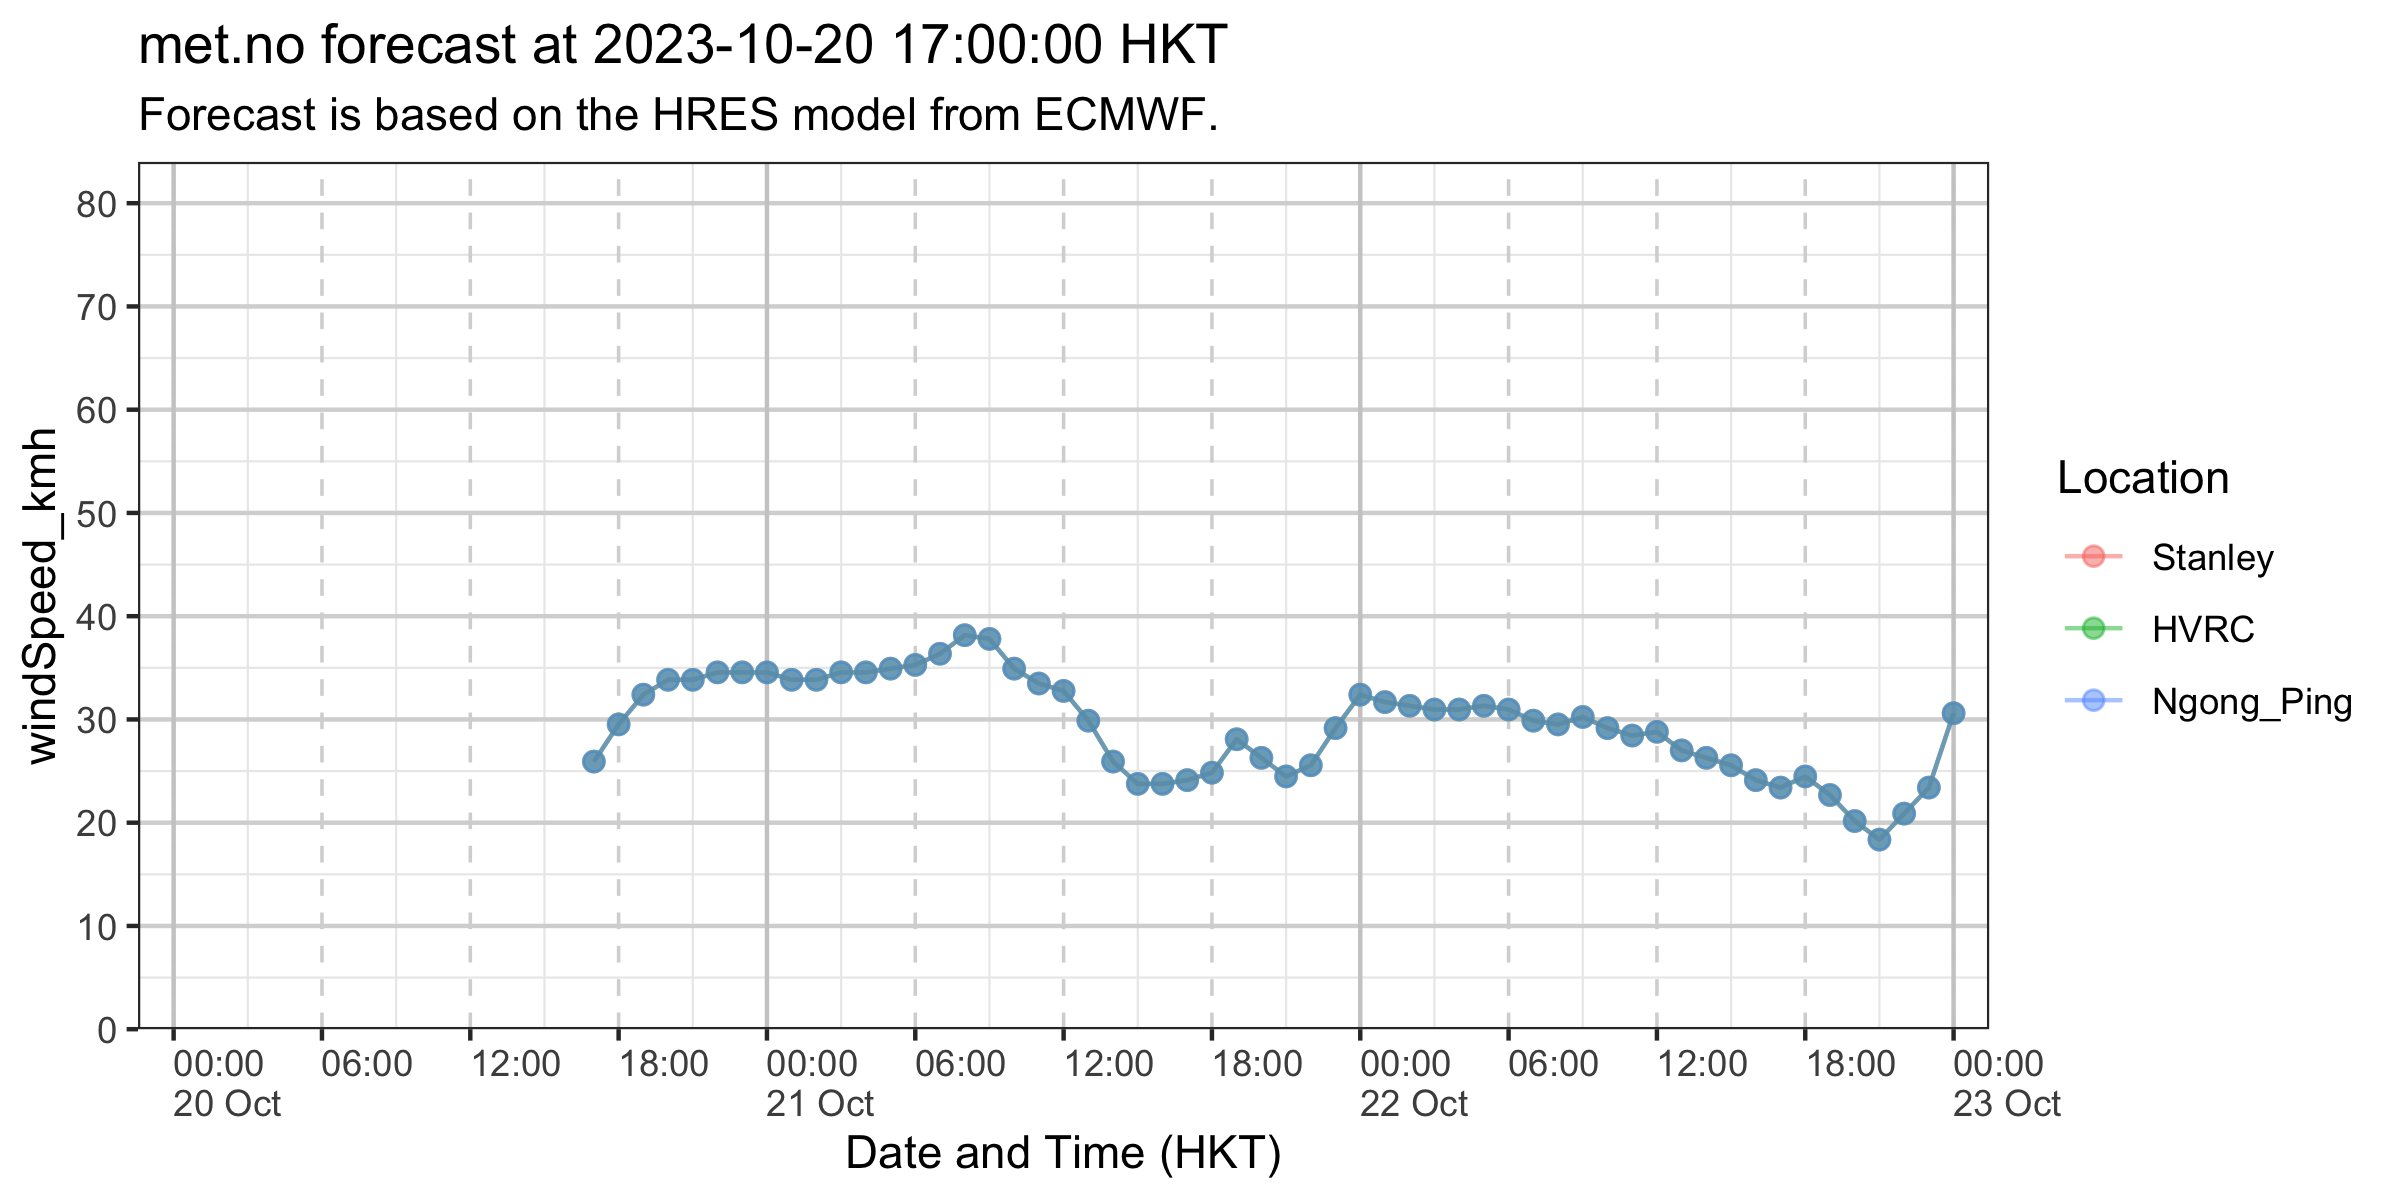 met.no forecast at 2023-10-20 17:00:00 HKT
Forecast is based on the HRES model from ECMWF.
windSpeed_kmh
80
70
60
50
40
30
20
10
0
00:00 06:00 12:00 18:00 00:00 06:00 12:00 18:00 00:00 06:00 12:00 18:00 00:00
20 Oct 21 Oct 22 Oct 23 Oct
Date and Time (HKT)
Location
Stanley
HVRC
Ngong_Ping